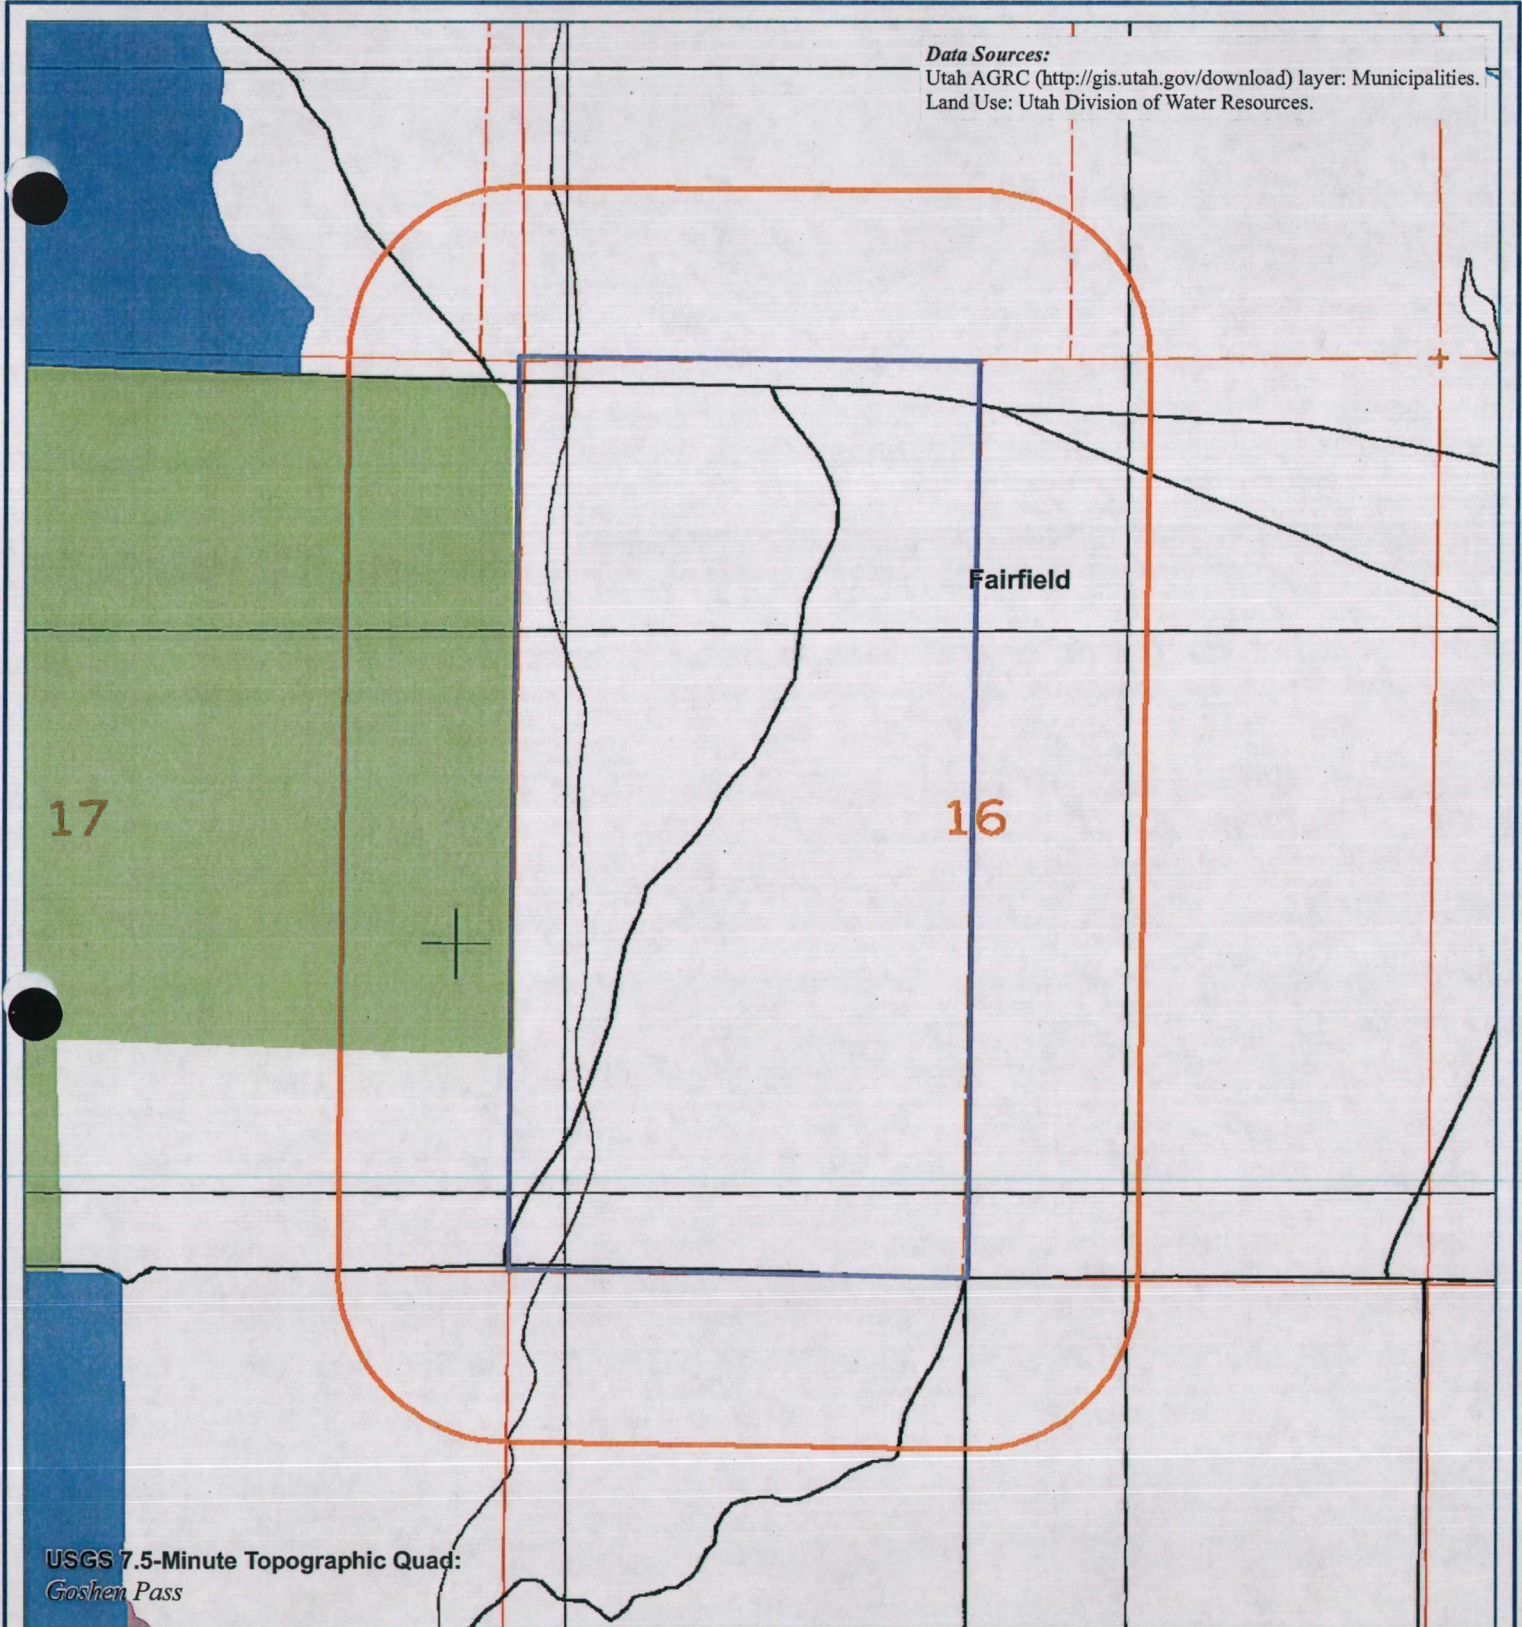 Data Sources:
Utah AGRC (http://gis.utah.gov/download) layer: Municipalities.
Land Use: Utah Division of Water Resources.
Fairfield
17
16
USGS 7.5-Minute Topographic Quad:
Goshen Pass